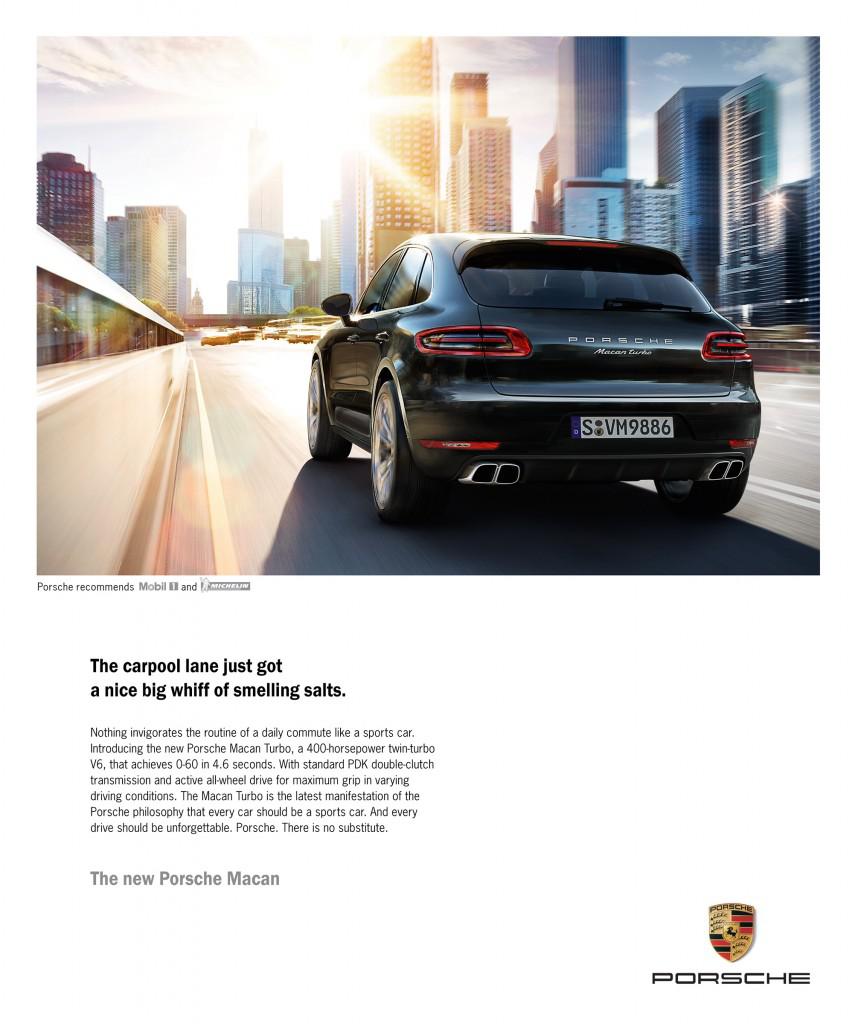 PORSCHE
Macan turbo
S VM9886
Porsche recommends Mobil 1 and MICHELIN
The carpool lane just got
a nice big whiff of smelling salts.
Nothing invigorates the routine of a daily commute like a sports car.
Introducing the new Porsche Macan Turbo, a 400-horsepower twin-turbo
V6, that achieves 0-60 in 4.6 seconds. With standard PDK double-clutch
transmission and active all-wheel drive for maximum grip in varying
driving conditions. The Macan Turbo is the latest manifestation of the
Porsche philosophy that every car should be a sports car. And every
drive should be unforgettable. Porsche. There is no substitute.
The new Porsche Macan
PORSCHE
PORSCHE